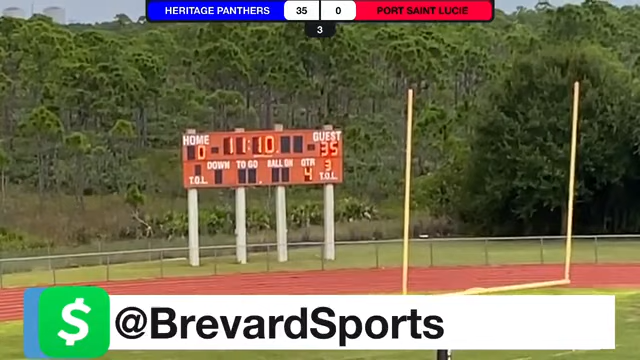 HERITAGE PANTHERS 35 0 PORT SAINT LUCIE
3
HOME 11:10 GUEST
0 35
DOWN TO GO BALL ON QTR 3
T.O.L. 4 T.O.L.
$ @BrevardSports